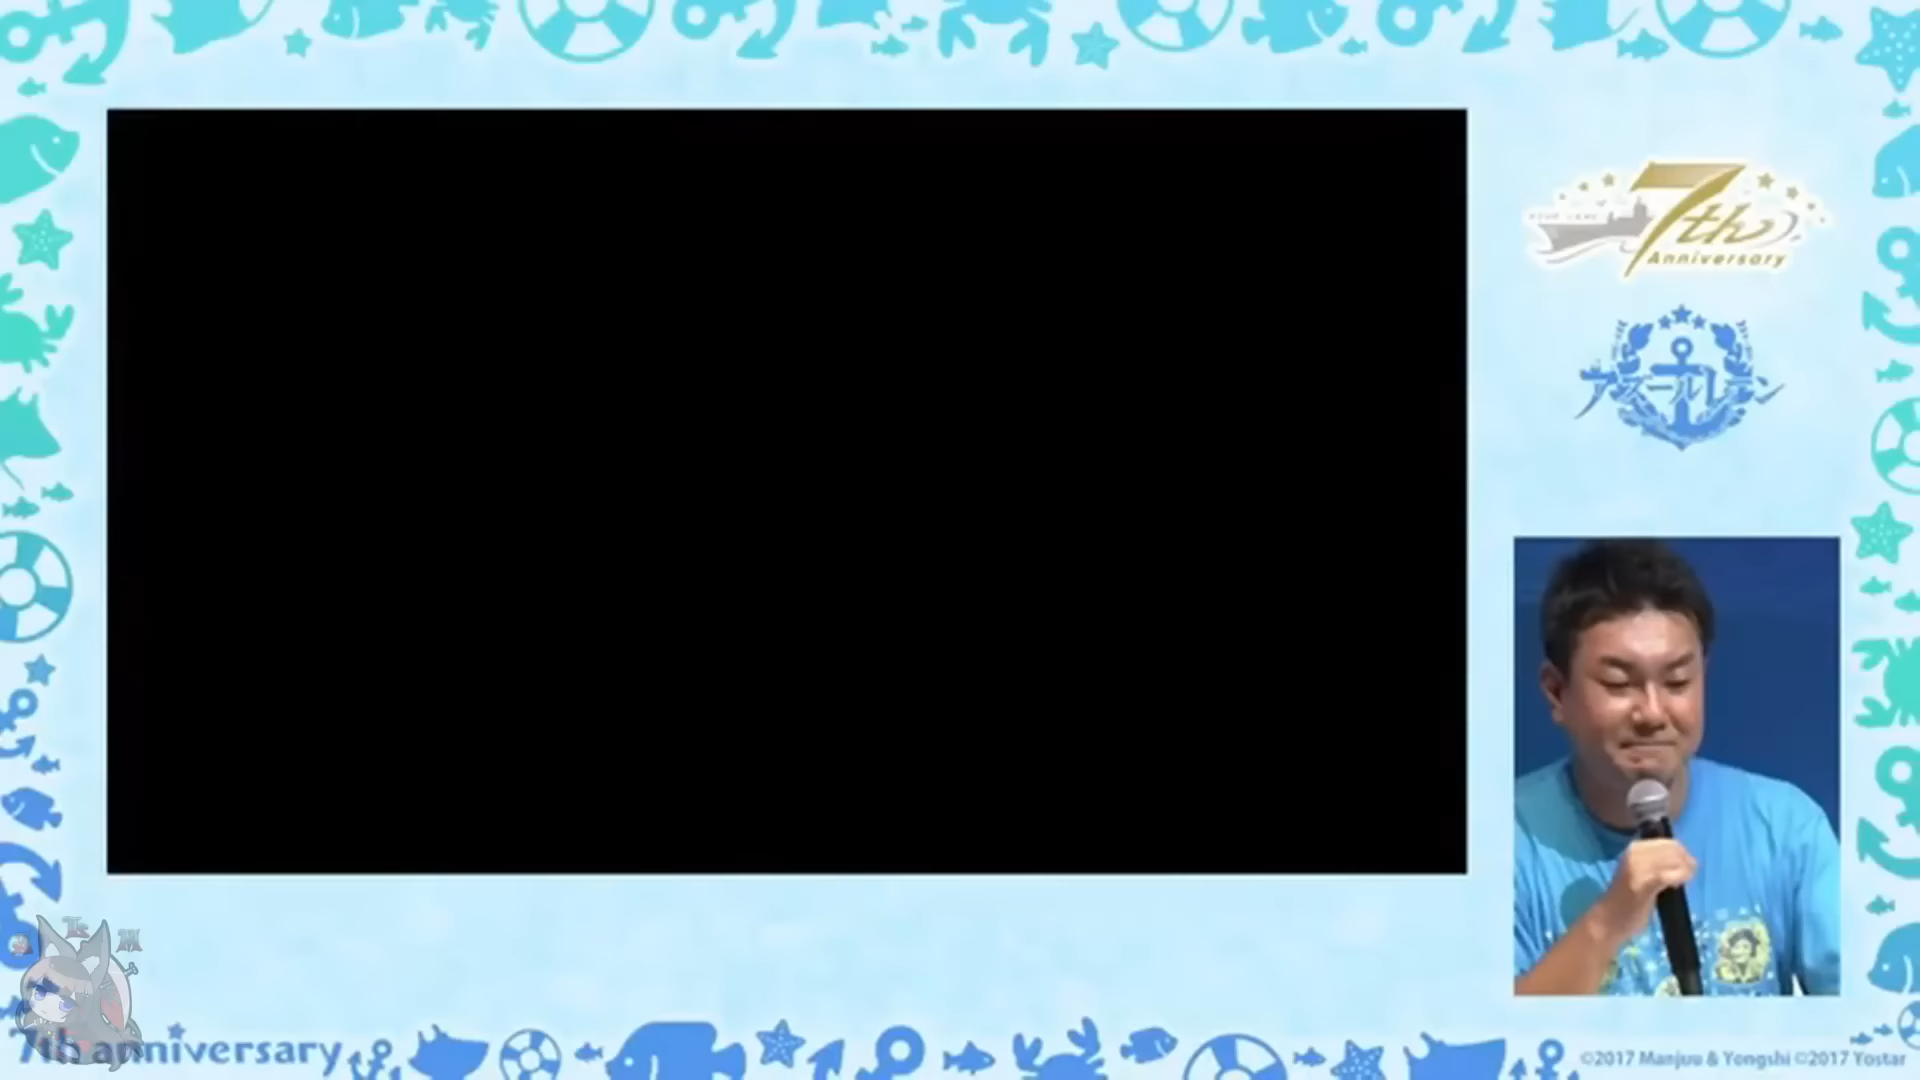 7th
Anniversary
アズールレーン
7th anniversary
©2017 Manjuu & Yongshi ©2017 Yostar